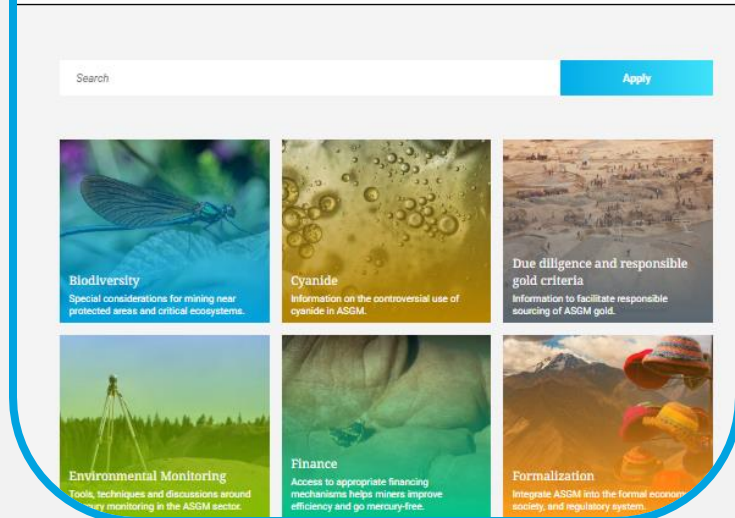 Search
Apply
Biodiversity
Special considerations for mining near
protected areas and critical ecosystems.
Cyanide
Information on the controversial use of
cyanide in ASGM.
Due diligence and responsible
gold criteria
Information to facilitate responsible
sourcing of ASGM gold.
Environmental Monitoring
Tools, techniques and discussions around
monitoring in the ASGM sector.
Finance
Access to appropriate financing
mechanisms helps miners improve
efficiency and go mercury-free.
Formalization
Integrate ASGM into the formal economy,
society, and regulatory system.